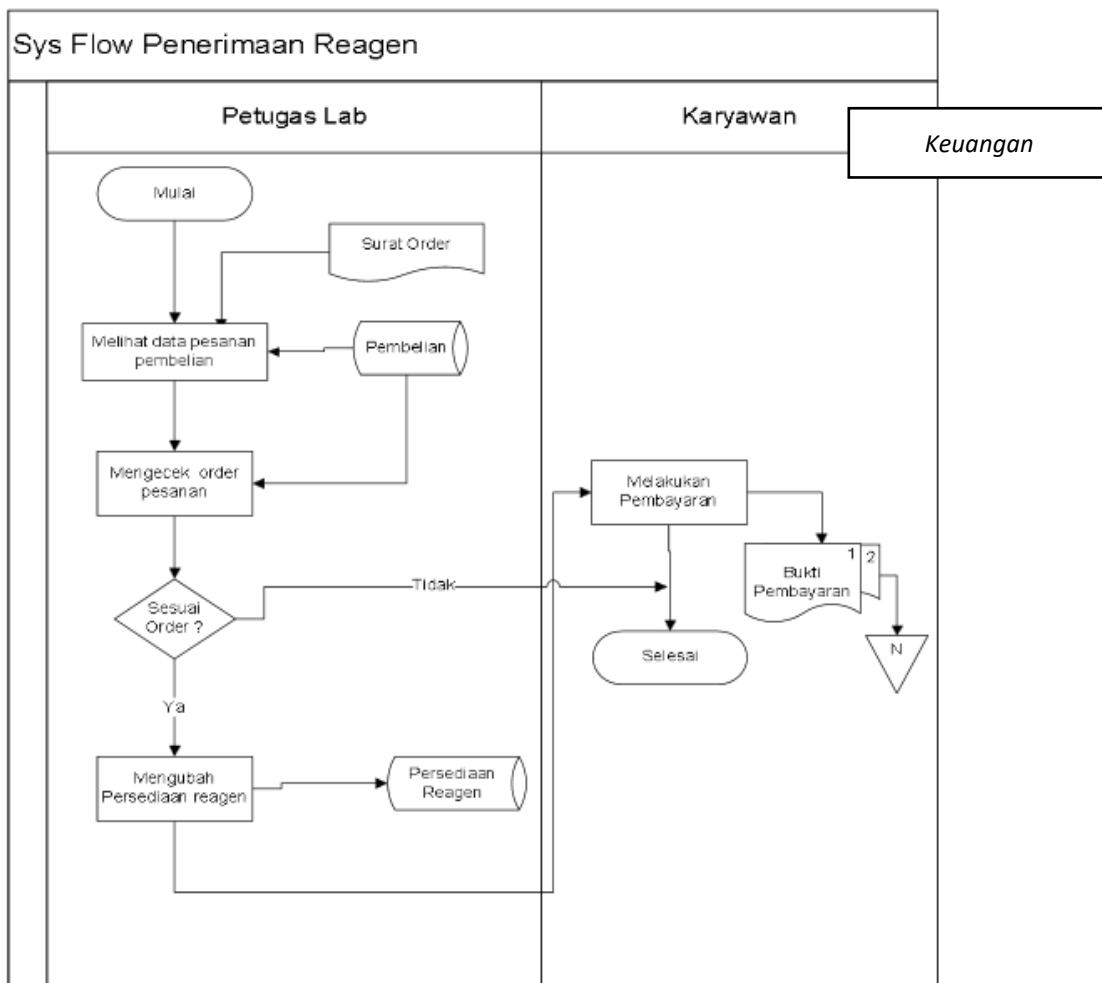 Sys Flow Penerimaan Reagen
Petugas Lab
Karyawan
Keuangan
Mulai
Surat Order
Melihat data pesanan
pembelian
Pembelian
Mengecek order
pesanan
Melakukan
Pembayaran
1
2
Bukti
Pembayaran
Tidak
Sesuai
Order ?
Selesai
N
Ya
Mengubah
Persediaan reagen
Persediaan
Reagen